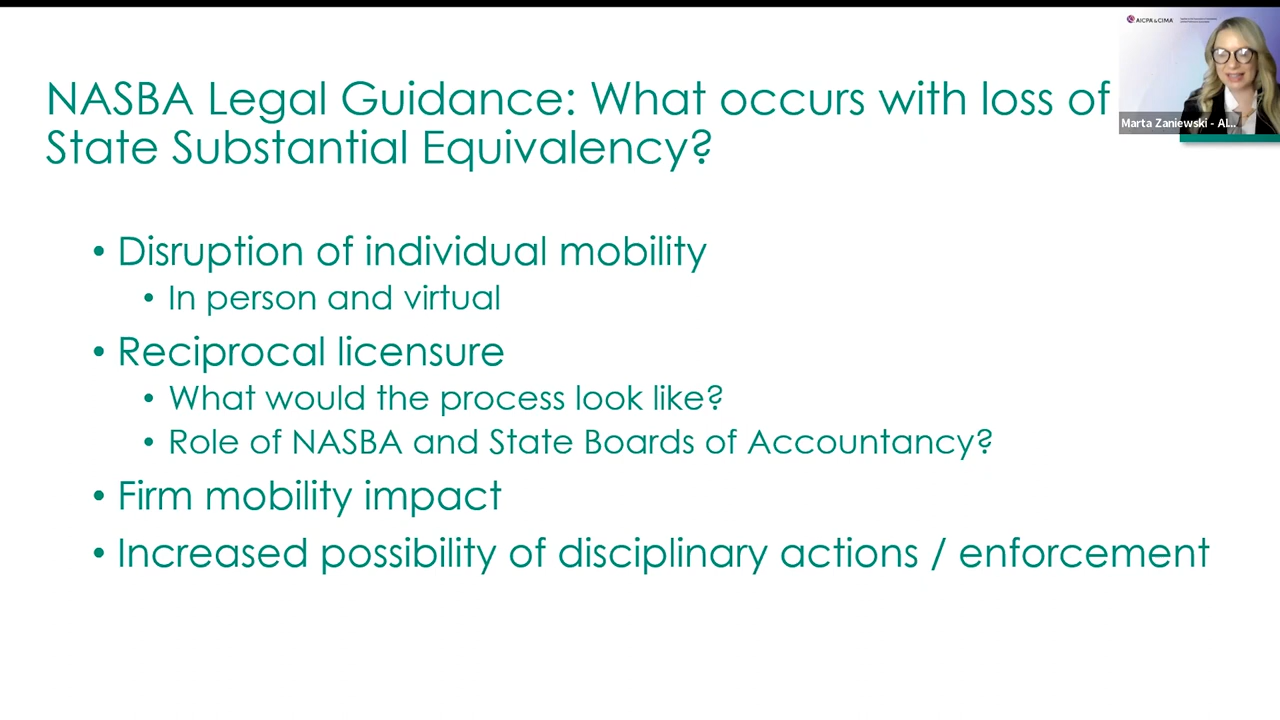 NASBA Legal Guidance: What occurs with loss of
State Substantial Equivalency?
• Disruption of individual mobility
• In person and virtual
• Reciprocal licensure
• What would the process look like?
• Role of NASBA and State Boards of Accountancy?
• Firm mobility impact
• Increased possibility of disciplinary actions / enforcement
AICPA & CIMA
Marta Zaniewski - AI...